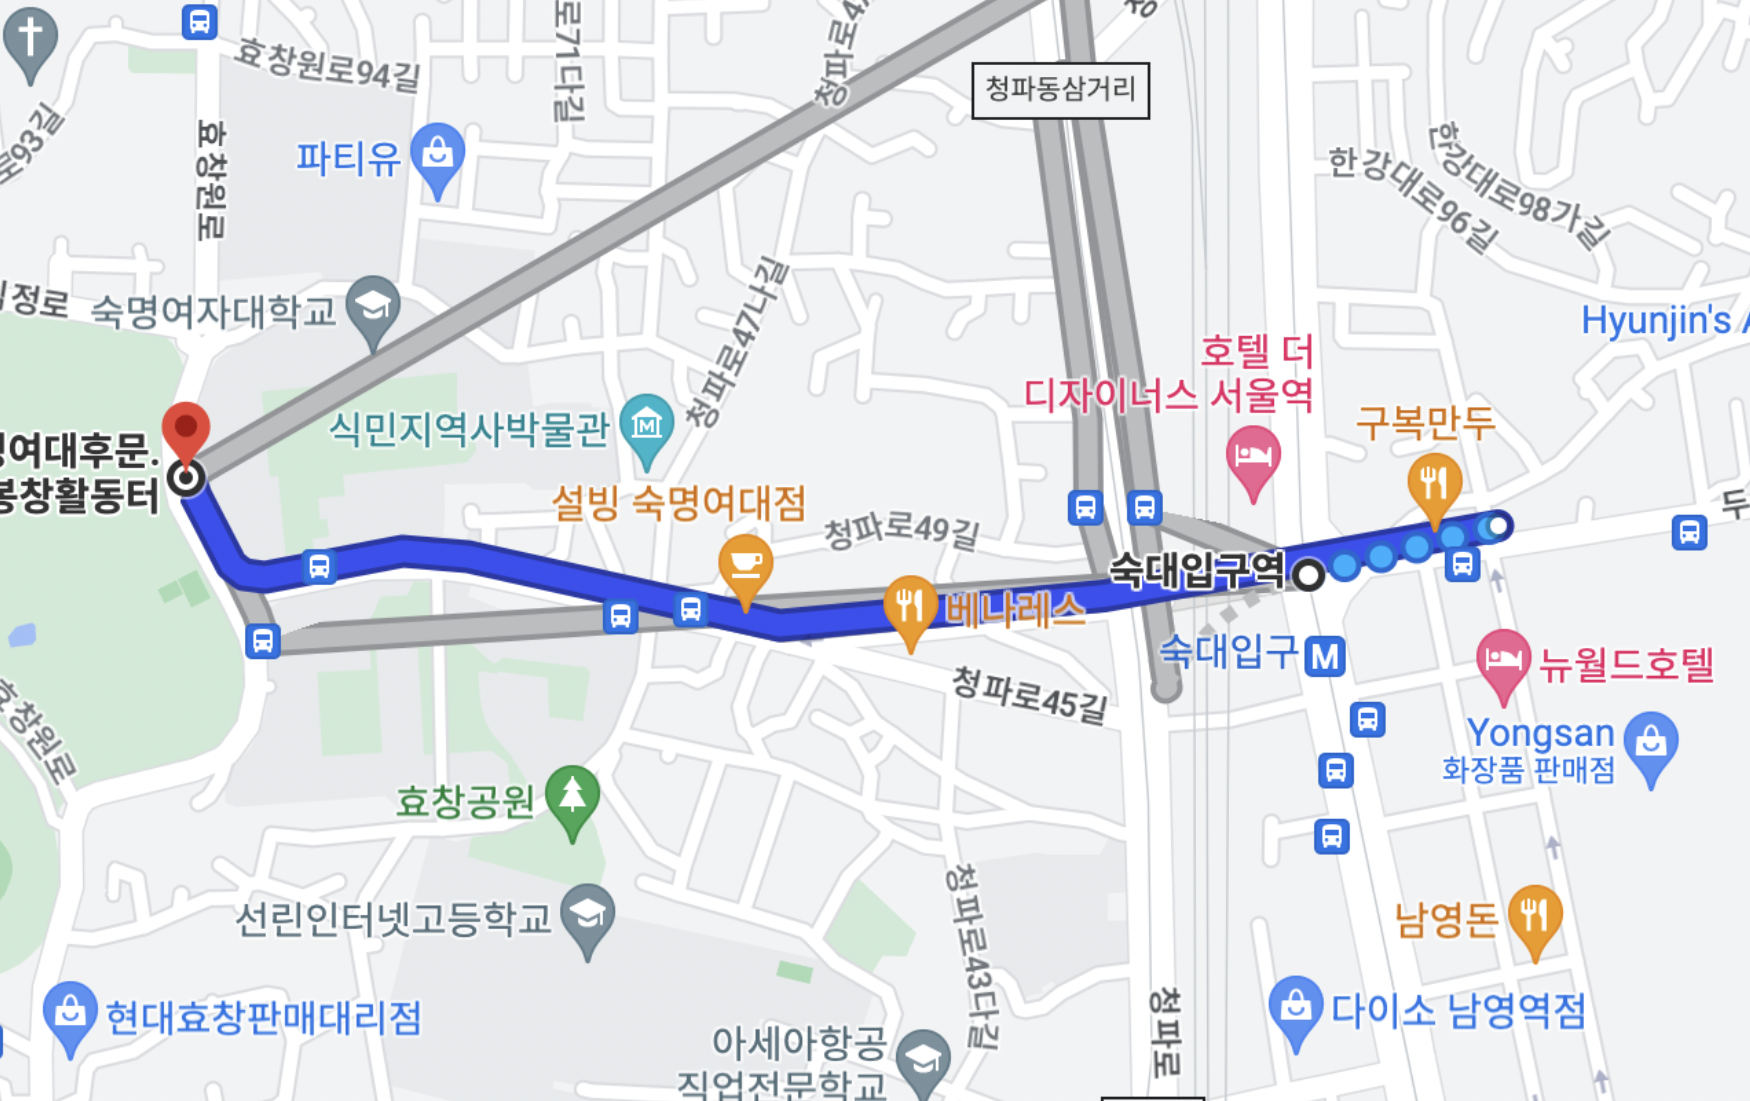 효창원로94길
로71다길
청파로47
청
청파동삼거리
로93길
효창원로
파티유
한강대로96길
한강대로98가길
정로
숙명여자대학교
청파로47나길
Hyunjin's
호텔 더
디자이너스 서울역
구복만두
식민지역사박물관
여대후문.
봉창활동터
설빙 숙명여대점
청파로49길
두
숙대입구역
베나레스
숙대입구
M
뉴월드호텔
청파로45길
효창원로
Yongsan
화장품 판매점
효창공원
선린인터넷고등학교
청파로43다길
남영돈
현대효창판매대리점
청파로
다이소 남영역점
아세아항공
직업전문학교